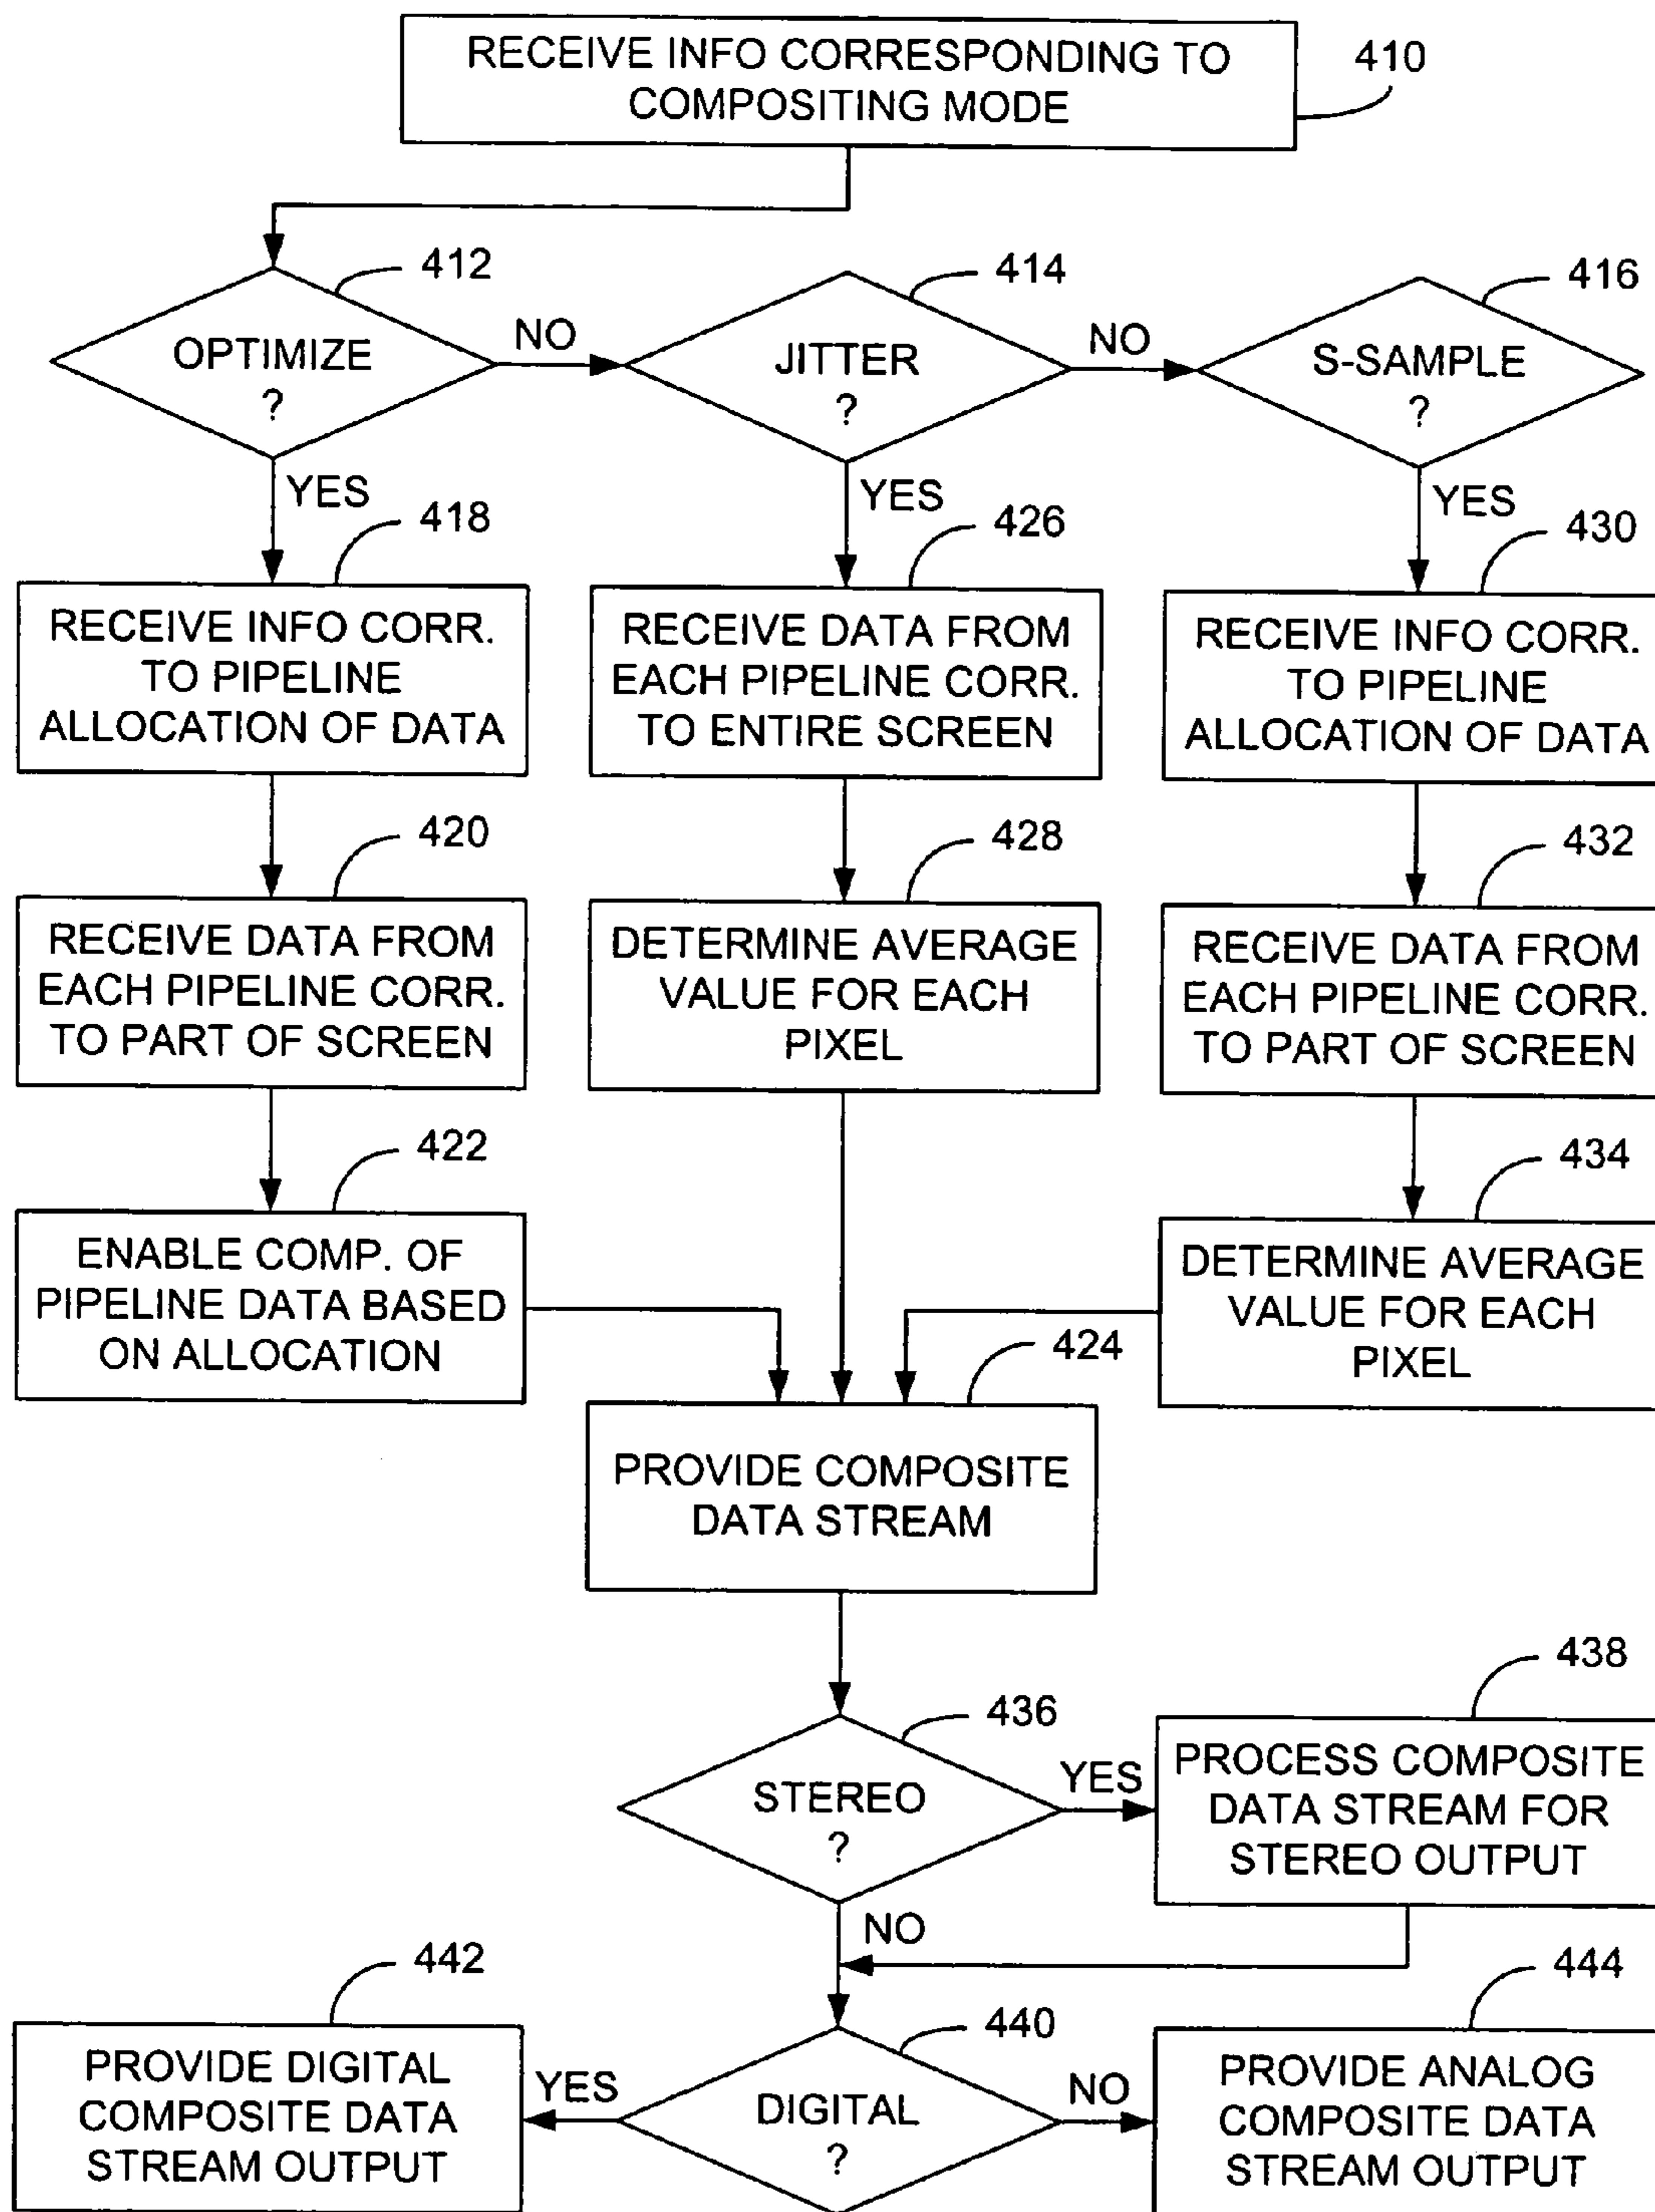 RECEIVE INFO CORRESPONDING TO
COMPOSITING MODE
410
412
414
416
OPTIMIZE
?
NO
JITTER
?
NO
S-SAMPLE
?
YES
YES
YES
418
426
430
RECEIVE INFO CORR.
TO PIPELINE
ALLOCATION OF DATA
RECEIVE DATA FROM
EACH PIPELINE CORR.
TO ENTIRE SCREEN
RECEIVE INFO CORR.
TO PIPELINE
ALLOCATION OF DATA
420
428
432
RECEIVE DATA FROM
EACH PIPELINE CORR.
TO PART OF SCREEN
DETERMINE AVERAGE
VALUE FOR EACH
PIXEL
RECEIVE DATA FROM
EACH PIPELINE CORR.
TO PART OF SCREEN
422
434
ENABLE COMP. OF
PIPELINE DATA BASED
ON ALLOCATION
DETERMINE AVERAGE
VALUE FOR EACH
PIXEL
424
PROVIDE COMPOSITE
DATA STREAM
436
438
STEREO
?
YES
PROCESS COMPOSITE
DATA STREAM FOR
STEREO OUTPUT
NO
442
440
444
PROVIDE DIGITAL
COMPOSITE DATA
STREAM OUTPUT
YES
DIGITAL
?
NO
PROVIDE ANALOG
COMPOSITE DATA
STREAM OUTPUT